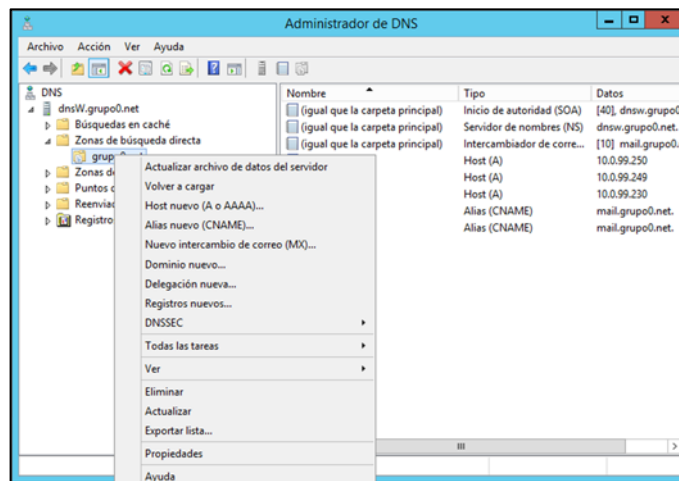 Administrador de DNS
Archivo Acción Ver Ayuda
DNS
dnsW.grupo0.net
Búsquedas en caché
Zonas de búsqueda directa
Zonas d
Puntos
Reenvia
Registro
Nombre Tipo Datos
(igual que la carpeta principal) Inicio de autoridad (SOA) [40], dnsw.grupo0
(igual que la carpeta principal) Servidor de nombres (NS) dnsw.grupo0.net.
(igual que la carpeta principal) Intercambiador de corre... [10] mail.grupo0.
Host (A) 10.0.99.250
Host (A) 10.0.99.249
Host (A) 10.0.99.230
Alias (CNAME) mail.grupo0.net.
Alias (CNAME) mail.grupo0.net.
Actualizar archivo de datos del servidor
Volver a cargar
Host nuevo (A o AAAA)...
Alias nuevo (CNAME)...
Nuevo intercambio de correo (MX)...
Dominio nuevo...
Delegación nueva...
Registros nuevos...
DNSSEC
Todas las tareas
Ver
Eliminar
Actualizar
Exportar lista...
Propiedades
Ayuda